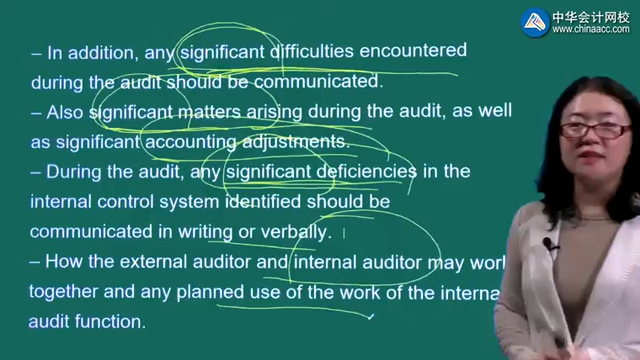 中华会计网校
www.chinaacc.com
– In addition, any significant difficulties encountered
during the audit should be communicated.
– Also significant matters arising during the audit, as well
as significant accounting adjustments.
– During the audit, any significant deficiencies in the
internal control system identified should be
communicated in writing or verbally.
– How the external auditor and internal auditor may work
together and any planned use of the work of the interna
audit function.